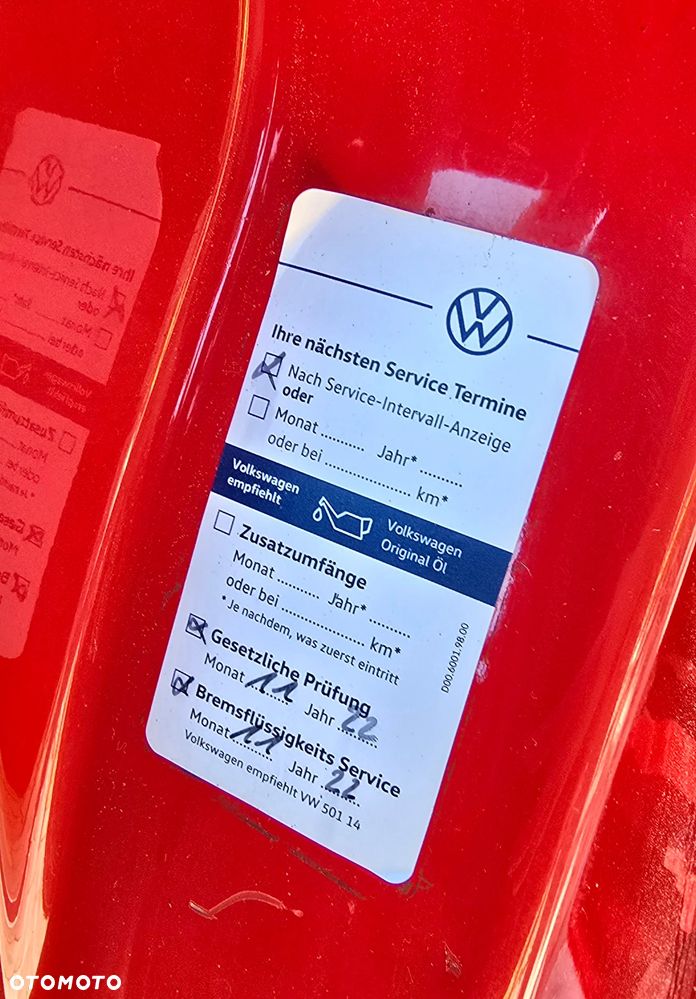 Ihre nächsten Service Termine
Nach Service-Intervall-Anzeige
oder
Monat .......... Jahr* ..........
oder bei .................... km*
Volkswagen
empfiehlt
Volkswagen
Original Öl
Zusatzumfänge
Monat .......... Jahr* ..........
oder bei .................... km*
* Je nachdem, was zuerst eintritt
Gesetzliche Prüfung
Monat 11 Jahr 22
Bremsflüssigkeits Service
Monat 11 Jahr 22
Volkswagen empfiehlt VW 501 14
D00.6001.98.00
OTOMOTO